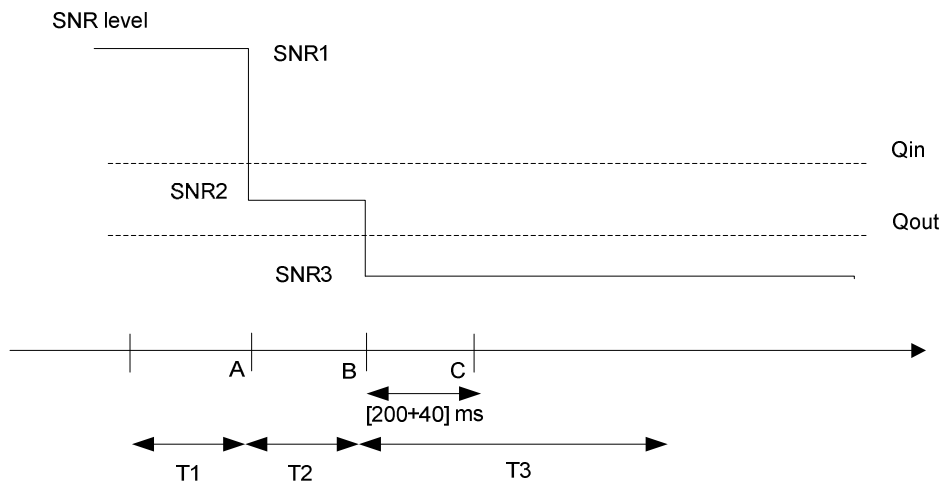 SNR level
SNR1
Qin
SNR2
Qout
SNR3
A
B
C
[200+40] ms
T1
T2
T3